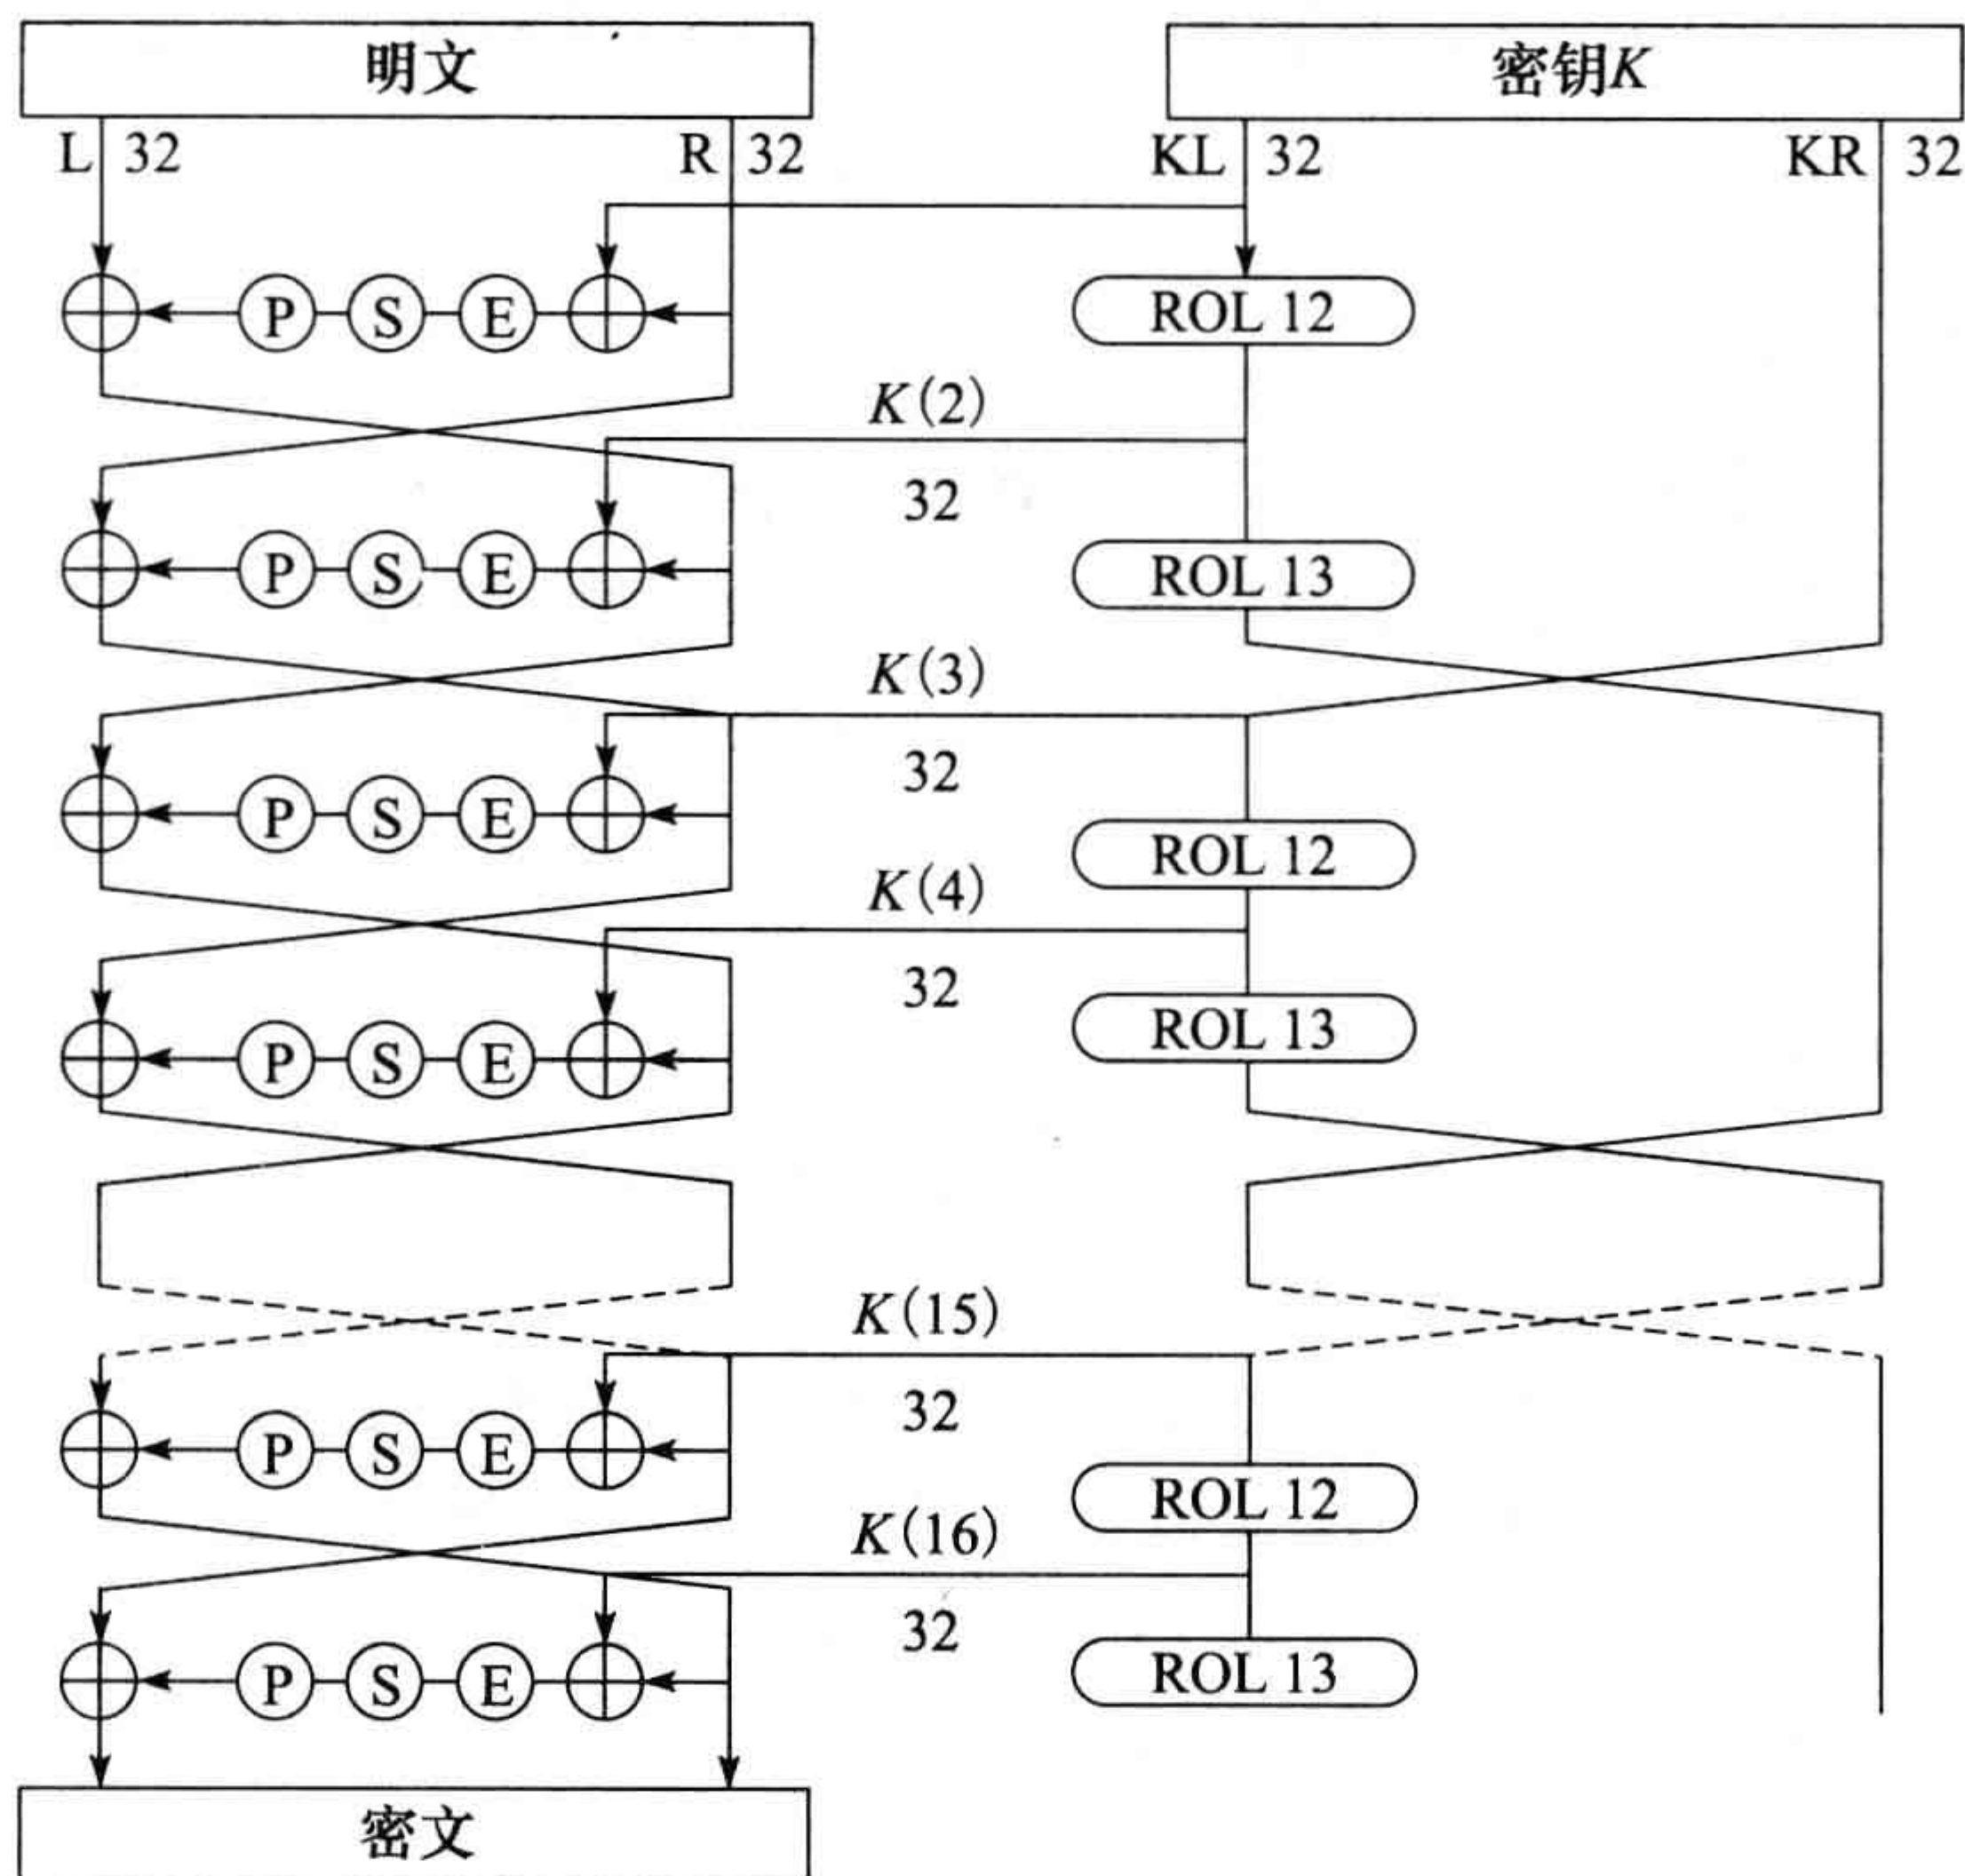 明文 密钥K
L 32 R 32 KL 32 KR 32
P S E ROL 12
K(2)
32
P S E ROL 13
K(3)
32
P S E ROL 12
K(4)
32
P S E ROL 13
K(15)
32
P S E ROL 12
K(16)
32
P S E ROL 13
密文